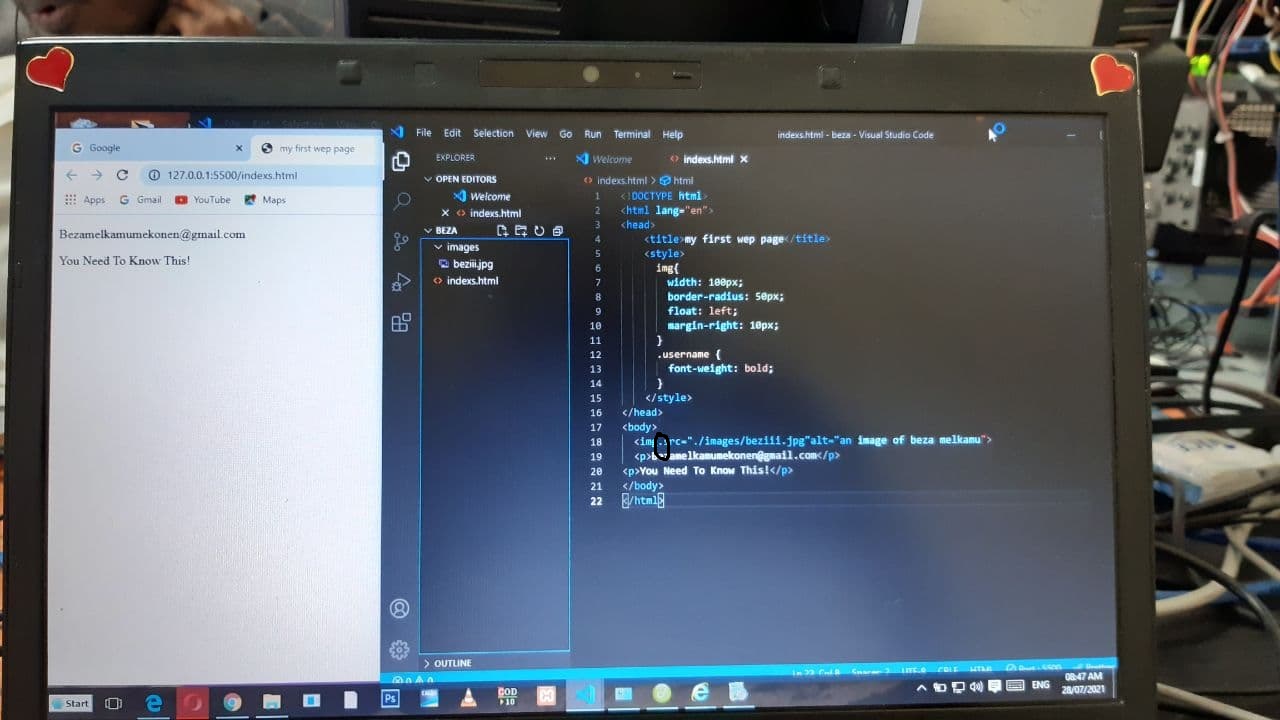 Google
my first wep page
127.0.0.1:5500/indexs.html
Apps
Gmail
YouTube
Maps
Bezamelkamumekonen@gmail.com
You Need To Know This!
File Edit Selection View Go Run Terminal Help
indexs.html - beza - Visual Studio Code
EXPLORER
OPEN EDITORS
Welcome
indexs.html
BEZA
images
beziii.jpg
indexs.html
OUTLINE
Welcome
indexs.html
indexs.html > html
1 <!DOCTYPE html>
2 <html lang="en">
3 <head>
4 <title>my first wep page</title>
5 <style>
6 img{
7 width: 100px;
8 border-radius: 50px;
9 float: left;
10 margin-right: 10px;
11 }
12 .username {
13 font-weight: bold;
14 }
15 </style>
16 </head>
17 <body>
18 <img src="./images/beziii.jpg"alt="an image of beza melkamu">
19 <p>Bezamelkamumekonen@gmail.com</p>
20 <p>You Need To Know This!</p>
21 </body>
22 </html>
Start
Ps
ENG
08:47 AM
28/07/2021